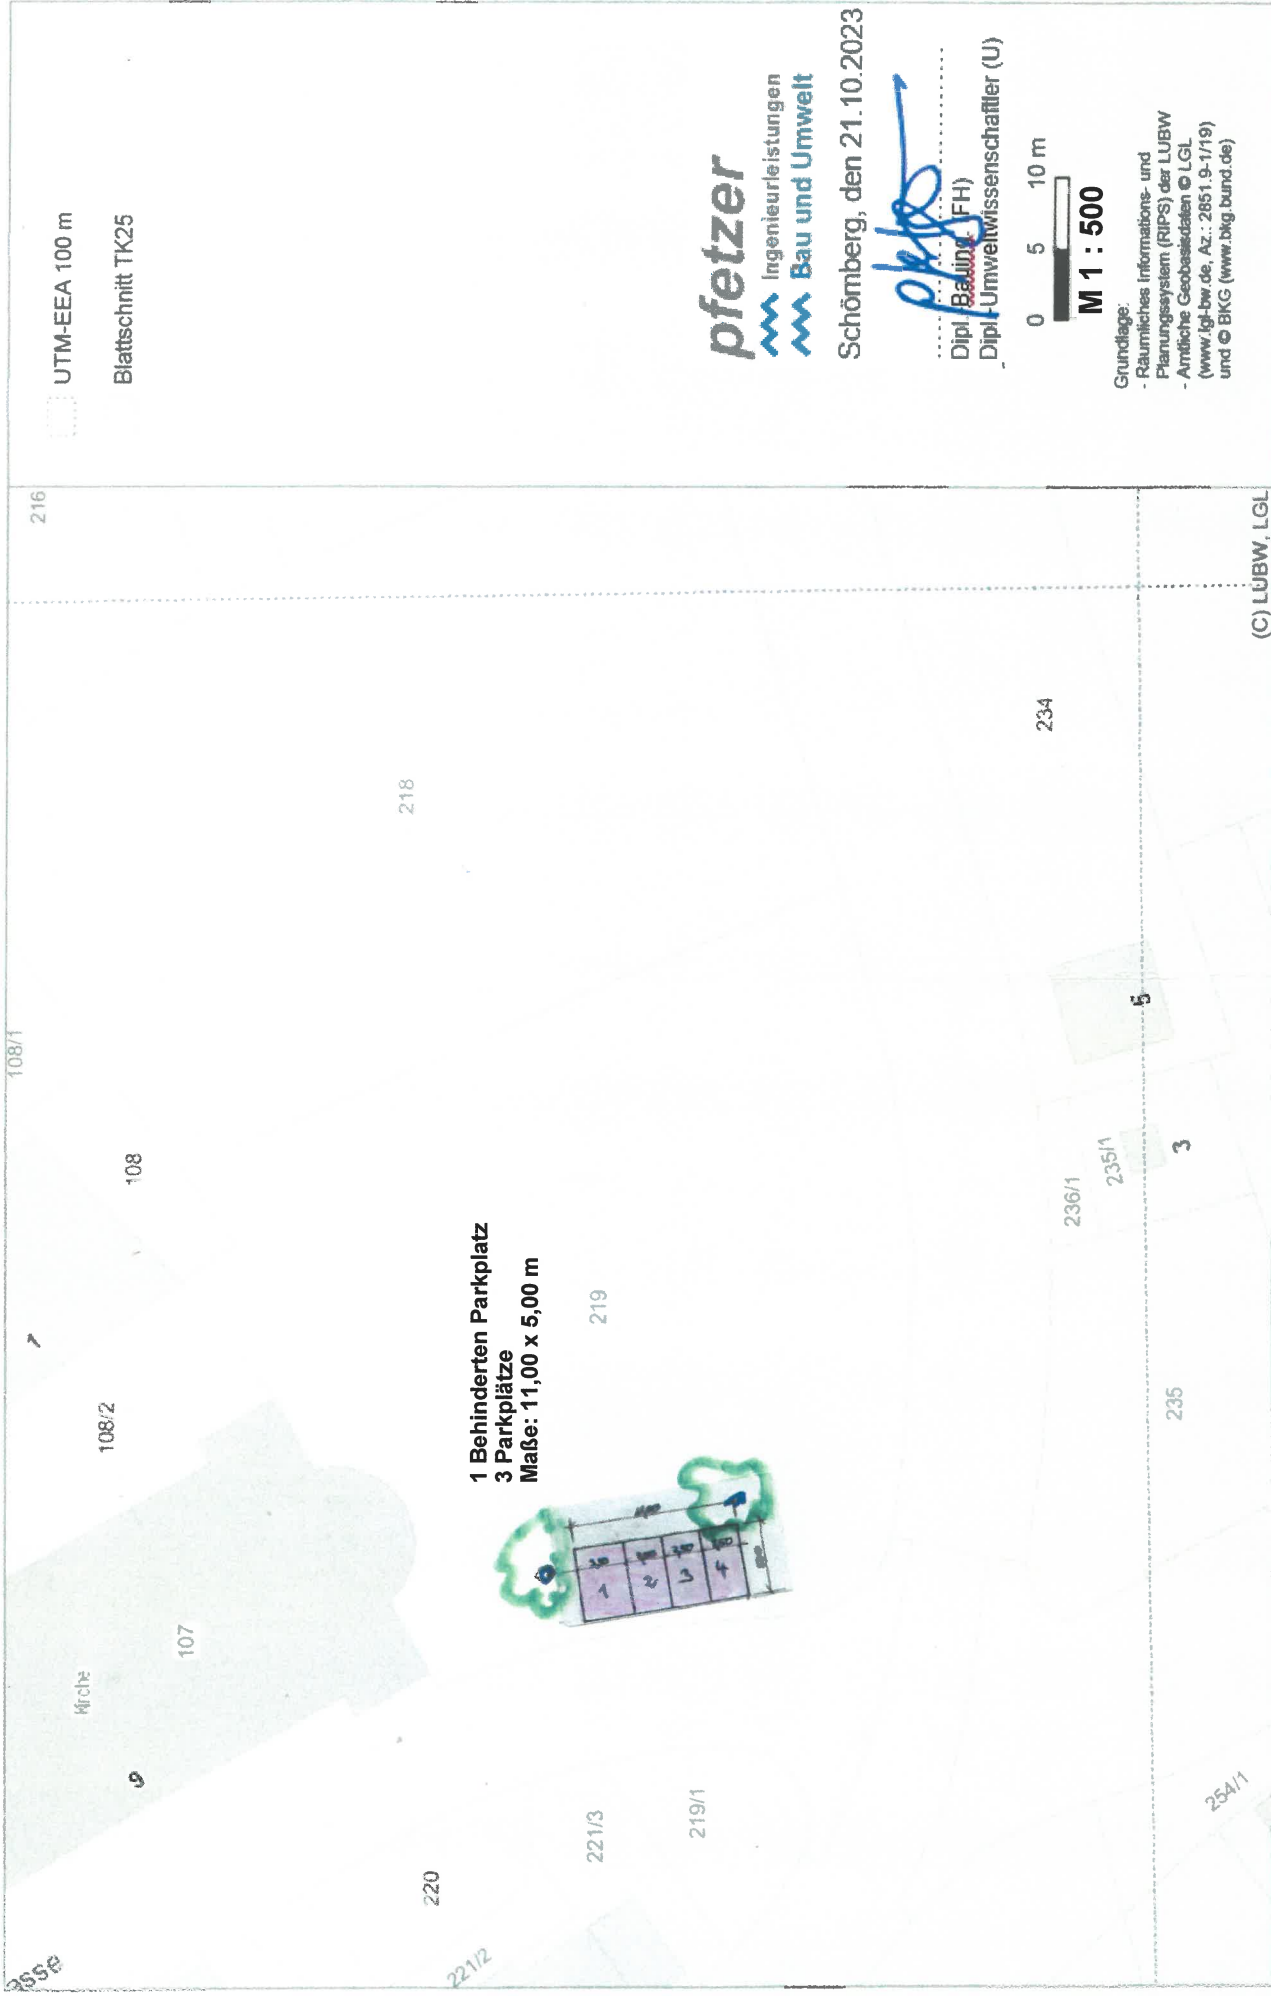 UTM-EEA 100 m
Blattschnitt TK25
pfetzer
Ingenieurleistungen
Bau und Umwelt
Schömberg, den 21.10.2023
Dipl.-Bauing. (FH)
Dipl.-Umweltwissenschaftler (U)
0 5 10 m
M 1 : 500
Grundlage:
- Räumliches Informations- und
Planungssystem (RIPS) der LUBW
- Amtliche Geobasisdaten © LGL
(www.lgl-bw.de, Az.: 2851.9-1/19)
und © BKG (www.bkg.bund.de)
216
108/1
108
7
108/2
107
Kirche
9
asse
218
1 Behinderten Parkplatz
3 Parkplätze
Maße: 11,00 x 5,00 m
1
2
3
4
219
220
221/3
219/1
221/2
234
5
236/1
235/1
3
235
254/1
(C) LUBW, LGL